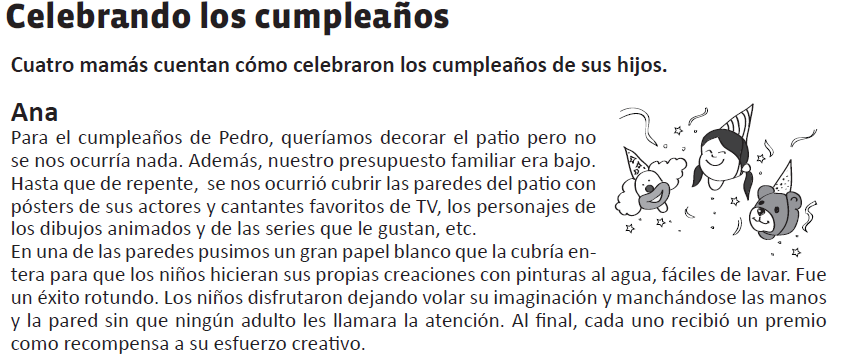 Celebrando los cumpleaños
Cuatro mamás cuentan cómo celebraron los cumpleaños de sus hijos.
Ana
Para el cumpleaños de Pedro, queríamos decorar el patio pero no
se nos ocurría nada. Además, nuestro presupuesto familiar era bajo.
Hasta que de repente, se nos ocurrió cubrir las paredes del patio con
pósters de sus actores y cantantes favoritos de TV, los personajes de
los dibujos animados y de las series que le gustan, etc.
En una de las paredes pusimos un gran papel blanco que la cubría en-
tera para que los niños hicieran sus propias creaciones con pinturas al agua, fáciles de lavar. Fue
un éxito rotundo. Los niños disfrutaron dejando volar su imaginación y manchándose las manos
y la pared sin que ningún adulto les llamara la atención. Al final, cada uno recibió un premio
como recompensa a su esfuerzo creativo.